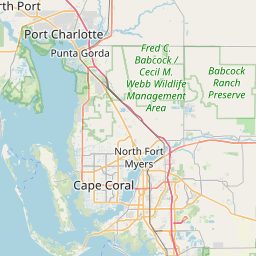 rth Port
Port Charlotte
Punta Gorda
Fred C.
Babcock /
Cecil M.
Webb Wildlife
Management
Area
Babcock
Ranch
Preserve
North Fort
Myers
Cape Coral